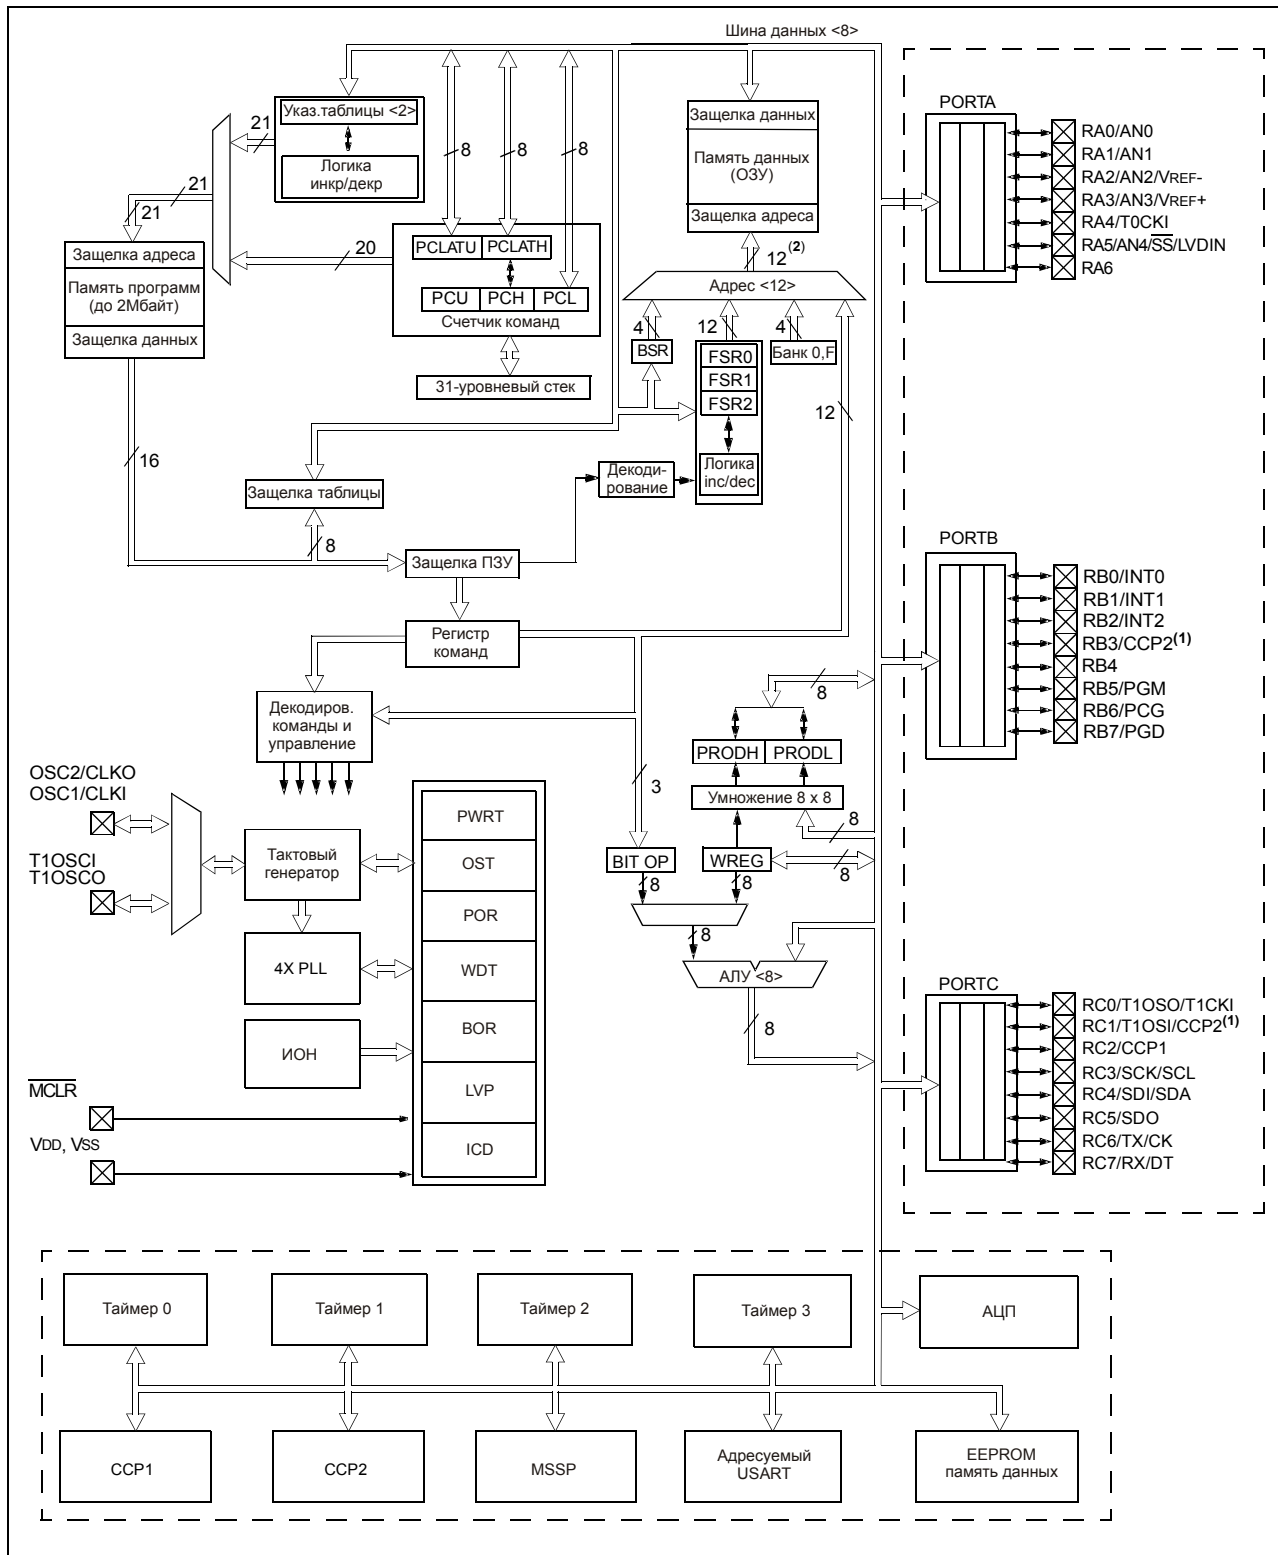 Шина данных <8>
Указ.таблицы <2>
Логика
инкр/декр
21
21
21
20
8
8
8
Защелка адреса
Память программ
(до 2Мбайт)
Защелка данных
PCLATU
PCLATH
PCU
PCH
PCL
Счетчик команд
31-уровневый стек
Защелка данных
Память данных
(ОЗУ)
Защелка адреса
12(2)
Адрес <12>
4
12
4
BSR
FSR0
FSR1
FSR2
Банк 0,F
12
Логика
inc/dec
Декоди-
рование
16
Защелка таблицы
8
Защелка ПЗУ
Регистр
команд
Декодиров.
команды и
управление
8
PRODH
PRODL
3
Умножение 8 x 8
8
BIT OP
WREG
8
8
8
8
АЛУ <8>
8
OSC2/CLKO
OSC1/CLKI
T1OSCI
T1OSCO
Тактовый
генератор
4X PLL
ИОН
MCLR
VDD, VSS
PWRT
OST
POR
WDT
BOR
LVP
ICD
PORTA
RA0/AN0
RA1/AN1
RA2/AN2/VREF-
RA3/AN3/VREF+
RA4/T0CKI
RA5/AN4/SS/LVDIN
RA6
PORTB
RB0/INT0
RB1/INT1
RB2/INT2
RB3/CCP2(1)
RB4
RB5/PGM
RB6/PCG
RB7/PGD
PORTC
RC0/T1OSO/T1CKI
RC1/T1OSI/CCP2(1)
RC2/CCP1
RC3/SCK/SCL
RC4/SDI/SDA
RC5/SDO
RC6/TX/CK
RC7/RX/DT
Таймер 0
Таймер 1
Таймер 2
Таймер 3
АЦП
CCP1
CCP2
MSSP
Адресуемый
USART
EEPROM
память данных